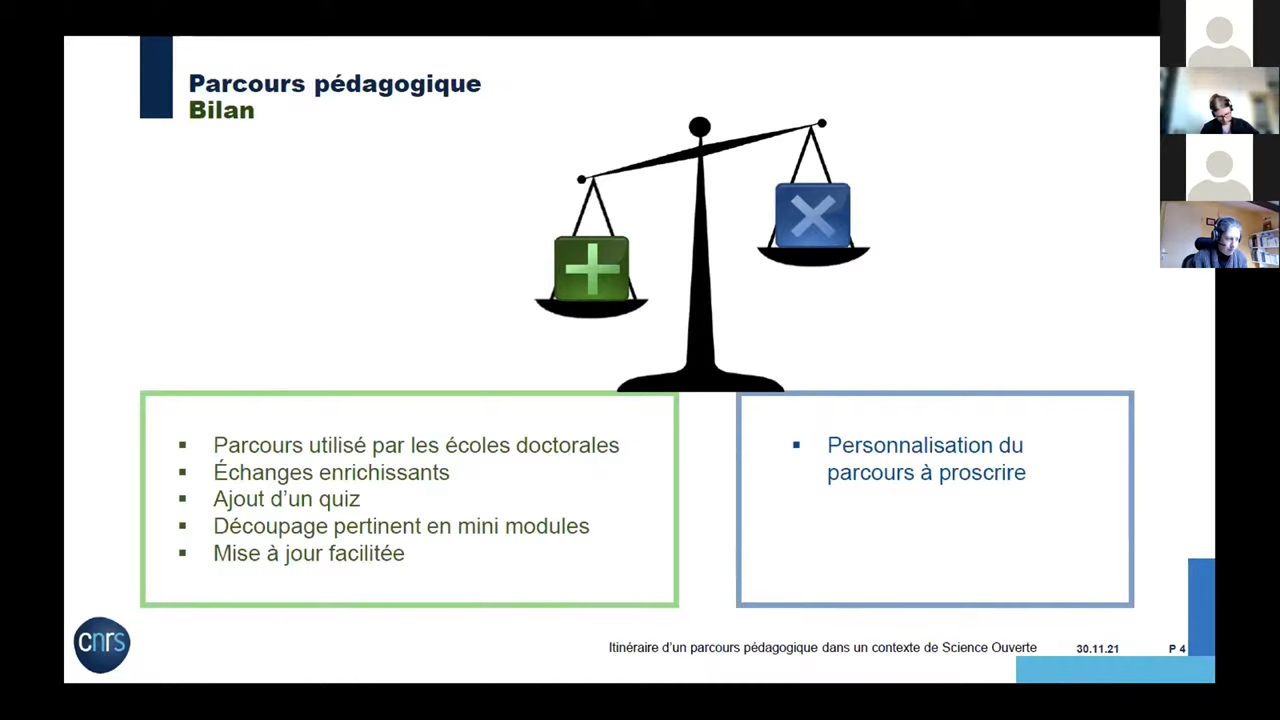 Parcours pédagogique
Bilan
Parcours utilisé par les écoles doctorales
Échanges enrichissants
Ajout d'un quiz
Découpage pertinent en mini modules
Mise à jour facilitée
Personnalisation du
parcours à proscrire
cnrs
Itinéraire d'un parcours pédagogique dans un contexte de Science Ouverte
30.11.21
P 4